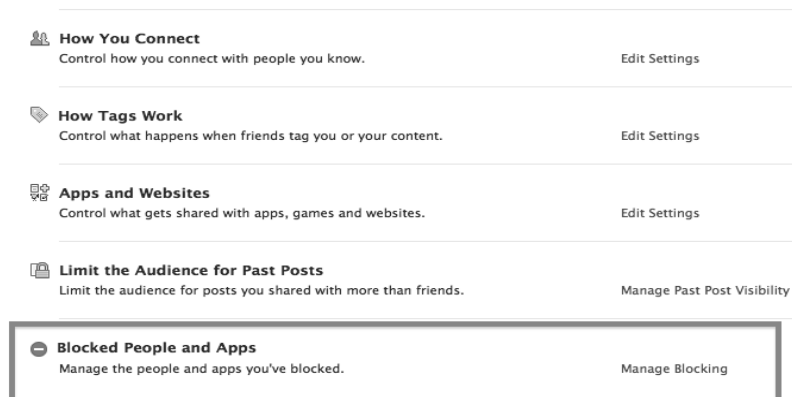 How You Connect
Control how you connect with people you know.
Edit Settings
How Tags Work
Control what happens when friends tag you or your content.
Edit Settings
Apps and Websites
Control what gets shared with apps, games and websites.
Edit Settings
Limit the Audience for Past Posts
Limit the audience for posts you shared with more than friends.
Manage Past Post Visibility
Blocked People and Apps
Manage the people and apps you've blocked.
Manage Blocking